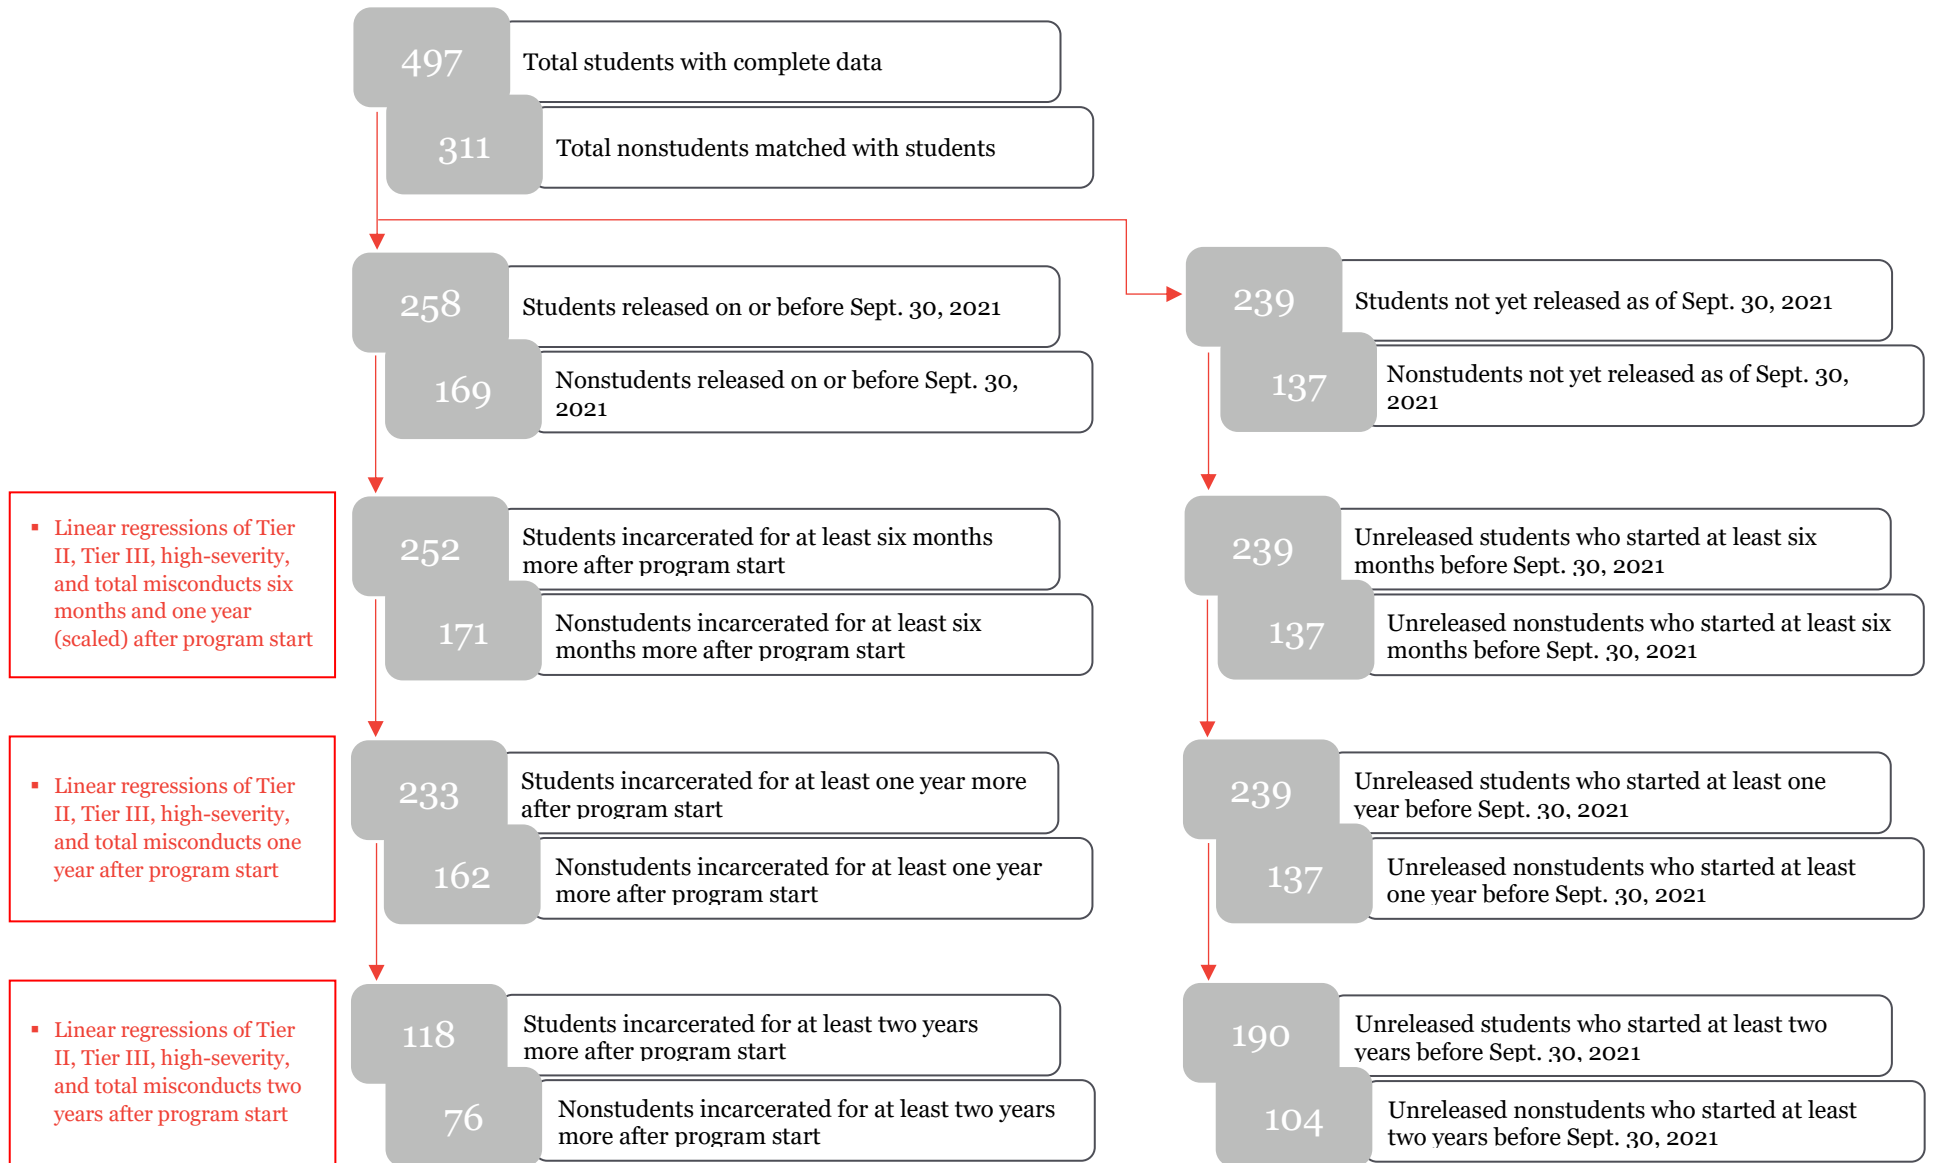 497
Total students with complete data
311
Total nonstudents matched with students
258
Students released on or before Sept. 30, 2021
169
Nonstudents released on or before Sept. 30,
2021
239
Students not yet released as of Sept. 30, 2021
137
Nonstudents not yet released as of Sept. 30,
2021
▪ Linear regressions of Tier
II, Tier III, high-severity,
and total misconducts six
months and one year
(scaled) after program start
252
Students incarcerated for at least six months
more after program start
171
Nonstudents incarcerated for at least six
months more after program start
239
Unreleased students who started at least six
months before Sept. 30, 2021
137
Unreleased nonstudents who started at least six
months before Sept. 30, 2021
▪ Linear regressions of Tier
II, Tier III, high-severity,
and total misconducts one
year after program start
233
Students incarcerated for at least one year more
after program start
162
Nonstudents incarcerated for at least one year
more after program start
239
Unreleased students who started at least one
year before Sept. 30, 2021
137
Unreleased nonstudents who started at least
one year before Sept. 30, 2021
▪ Linear regressions of Tier
II, Tier III, high-severity,
and total misconducts two
years after program start
118
Students incarcerated for at least two years
more after program start
76
Nonstudents incarcerated for at least two years
more after program start
190
Unreleased students who started at least two
years before Sept. 30, 2021
104
Unreleased nonstudents who started at least
two years before Sept. 30, 2021